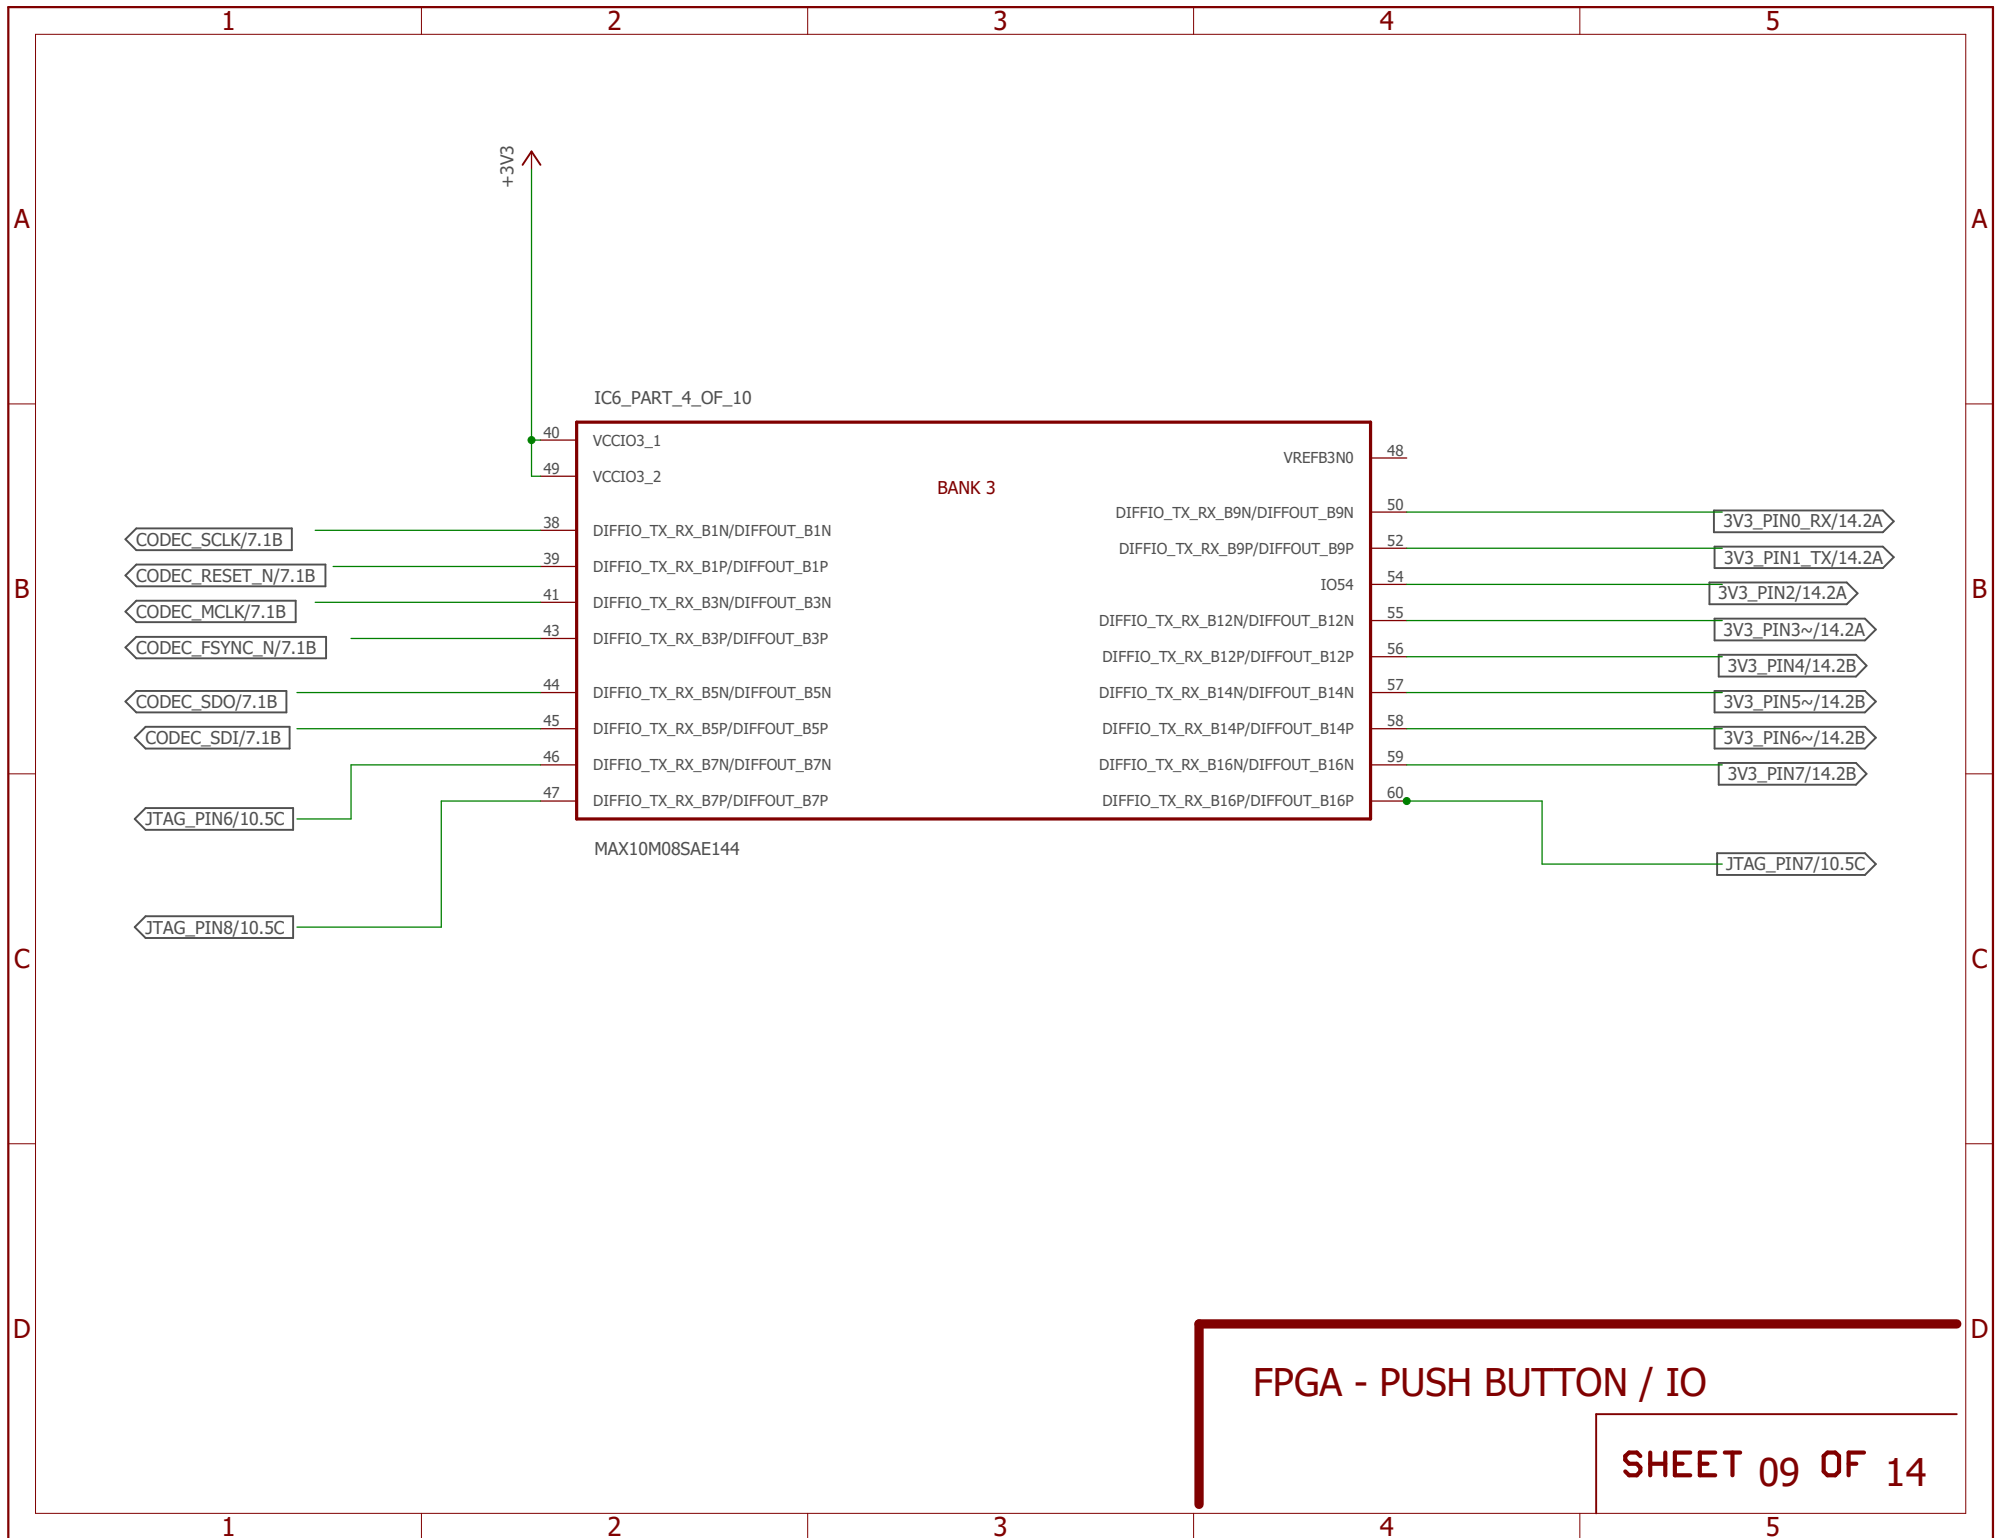 1 2 3 4 5
A A
+3V3
IC6_PART_4_OF_10
40 VCCIO3_1
49 VCCIO3_2
BANK 3
VREFB3N0 48
CODEC_SCLK/7.1B 38 DIFFIO_TX_RX_B1N/DIFFOUT_B1N
CODEC_RESET_N/7.1B 39 DIFFIO_TX_RX_B1P/DIFFOUT_B1P
CODEC_MCLK/7.1B 41 DIFFIO_TX_RX_B3N/DIFFOUT_B3N
CODEC_FSYNC_N/7.1B 43 DIFFIO_TX_RX_B3P/DIFFOUT_B3P
CODEC_SDO/7.1B 44 DIFFIO_TX_RX_B5N/DIFFOUT_B5N
CODEC_SDI/7.1B 45 DIFFIO_TX_RX_B5P/DIFFOUT_B5P
JTAG_PIN6/10.5C 46 DIFFIO_TX_RX_B7N/DIFFOUT_B7N
JTAG_PIN8/10.5C 47 DIFFIO_TX_RX_B7P/DIFFOUT_B7P
DIFFIO_TX_RX_B9N/DIFFOUT_B9N 50 3V3_PIN0_RX/14.2A
DIFFIO_TX_RX_B9P/DIFFOUT_B9P 52 3V3_PIN1_TX/14.2A
IO54 54 3V3_PIN2/14.2A
DIFFIO_TX_RX_B12N/DIFFOUT_B12N 55 3V3_PIN3~/14.2A
DIFFIO_TX_RX_B12P/DIFFOUT_B12P 56 3V3_PIN4/14.2B
DIFFIO_TX_RX_B14N/DIFFOUT_B14N 57 3V3_PIN5~/14.2B
DIFFIO_TX_RX_B14P/DIFFOUT_B14P 58 3V3_PIN6~/14.2B
DIFFIO_TX_RX_B16N/DIFFOUT_B16N 59 3V3_PIN7/14.2B
DIFFIO_TX_RX_B16P/DIFFOUT_B16P 60 JTAG_PIN7/10.5C
MAX10M08SAE144
B B
C C
D D
FPGA - PUSH BUTTON / IO
SHEET 09 OF 14
1 2 3 4 5